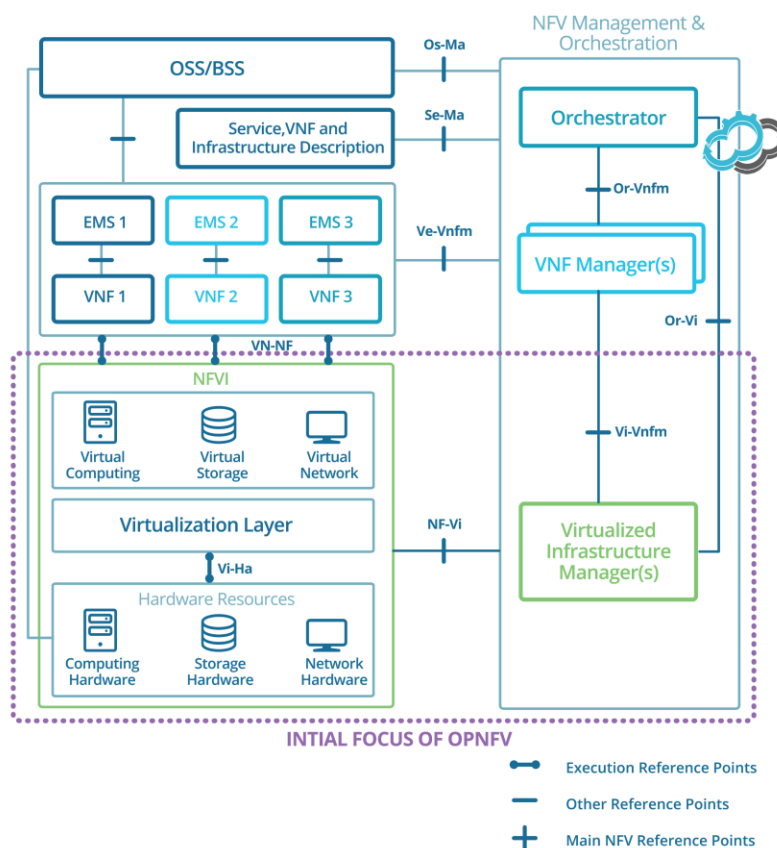 NFV Management &
Orchestration
OSS/BSS
Os-Ma
Service,VNF and
Infrastructure Description
Se-Ma
Orchestrator
Or-Vnfm
EMS 1
EMS 2
EMS 3
Ve-Vnfm
VNF Manager(s)
VNF 1
VNF 2
VNF 3
Or-Vi
VN-NF
NFVI
Virtual
Computing
Virtual
Storage
Virtual
Network
Vi-Vnfm
Virtualization Layer
NF-Vi
Virtualized
Infrastructure
Manager(s)
Vi-Ha
Hardware Resources
Computing
Hardware
Storage
Hardware
Network
Hardware
INTIAL FOCUS OF OPNFV
Execution Reference Points
Other Reference Points
Main NFV Reference Points